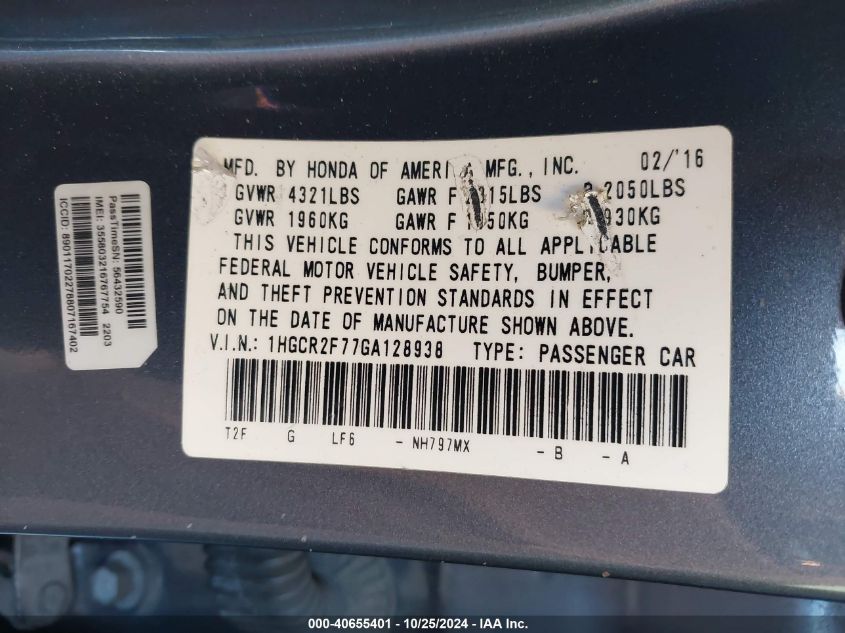 MFD. BY HONDA OF MFG., INC. 02/'16
GVWR 4321LBS GAWR F 2050LBS
GVWR 1960KG GAWR F 930KG
THIS VEHICLE CONFORMS TO ALL APPLICABLE
FEDERAL MOTOR VEHICLE SAFETY, BUMPER,
AND THEFT PREVENTION STANDARDS IN EFFECT
ON THE DATE OF MANUFACTURE SHOWN ABOVE.
V.I.N.: 1HGCR2F77GA128938 TYPE: PASSENGER CAR
T2F G LF6 - NH797MX - B - A
PassTimeSN: 56432590
IMEI: 355803216767754 2203
ICCID: 89011702278807167402
000-40655401 - 10/25/2024 - IAA Inc.